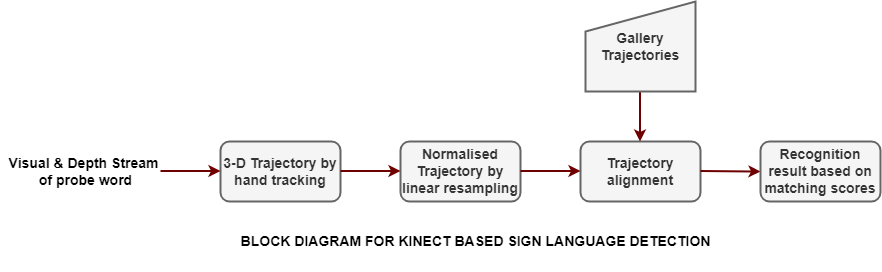 Gallery
Trajectories
Visual & Depth Stream
of probe word
3-D Trajectory by
hand tracking
Normalised
Trajectory by
linear resampling
Trajectory
alignment
Recognition
result based on
matching scores
BLOCK DIAGRAM FOR KINECT BASED SIGN LANGUAGE DETECTION